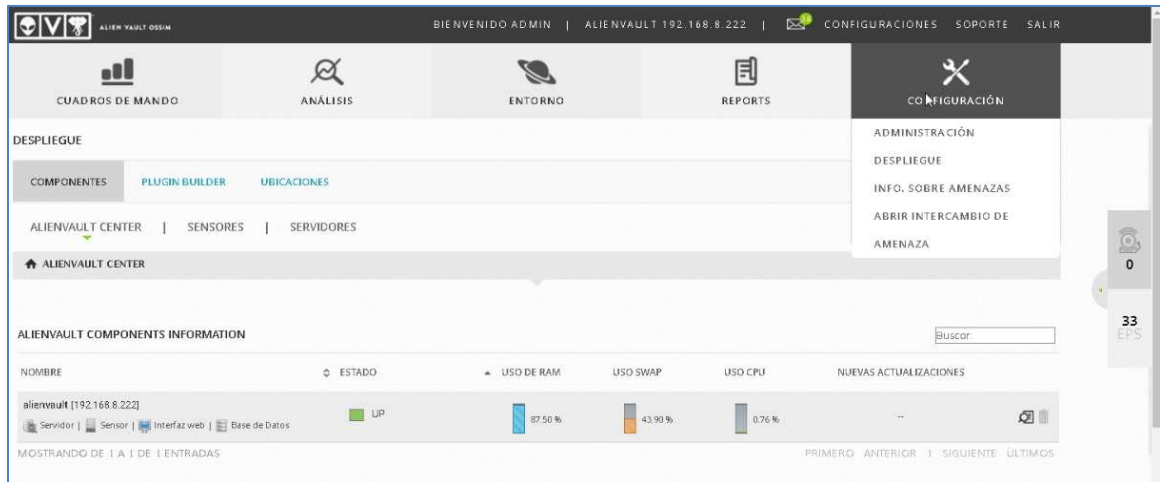 ALIEN VAULT OSSIM
BIENVENIDO ADMIN | ALIENVAULT 192.168.8.222 | CONFIGURACIONES SOPORTE SALIR
CUADROS DE MANDO ANÁLISIS ENTORNO REPORTS CONFIGURACIÓN
ADMINISTRACIÓN
DESPLIEGUE
INFO. SOBRE AMENAZAS
ABRIR INTERCAMBIO DE
AMENAZA
DESPLIEGUE
COMPONENTES PLUGIN BUILDER UBICACIONES
ALIENVAULT CENTER | SENSORES | SERVIDORES
ALIENVAULT CENTER
0
33
EPS
ALIENVAULT COMPONENTS INFORMATION
Buscar
NOMBRE ESTADO USO DE RAM USO SWAP USO CPU NUEVAS ACTUALIZACIONES
alienvault [192.168.8.222] UP 87.50 % 43.90 % 0.76 % --
Servidor | Sensor | Interfaz web | Base de Datos
MOSTRANDO DE 1 A 1 DE 1 ENTRADAS
PRIMERO ANTERIOR 1 SIGUIENTE ÚLTIMOS